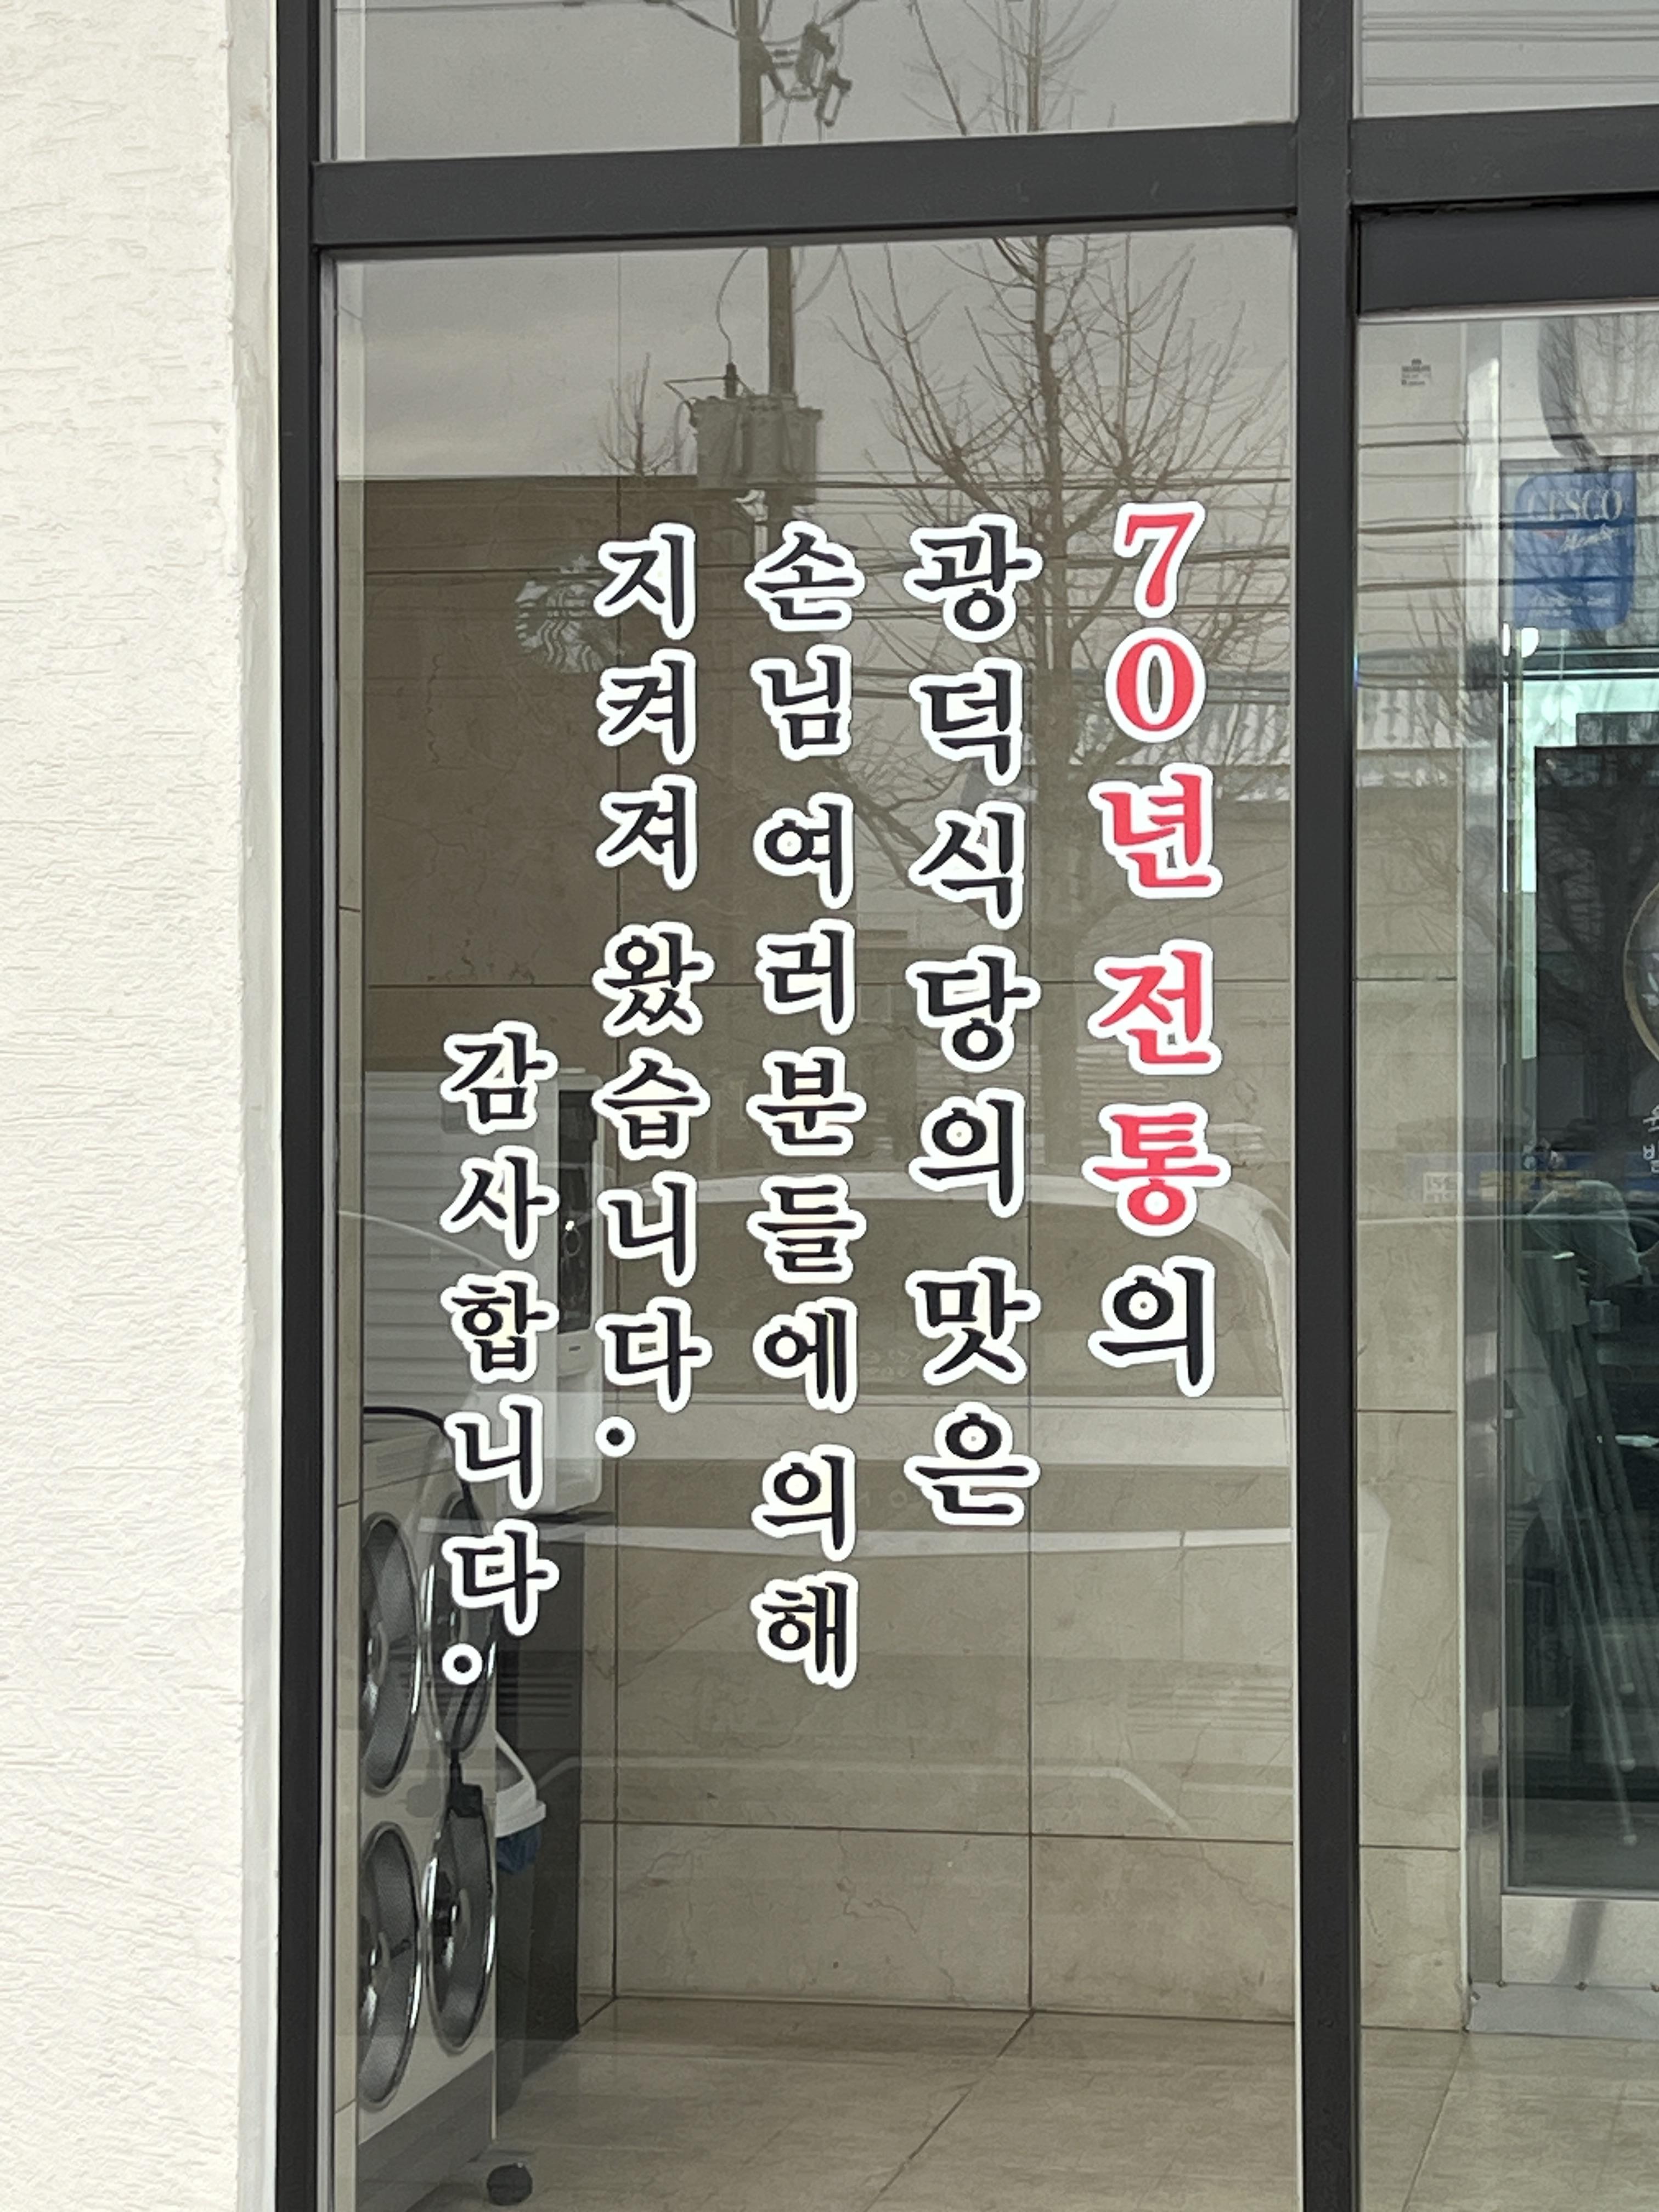 70년 전통의
광덕식당의 맛은
손님 여러분들에 의해
지켜져 왔습니다.
감사합니다.
CESCO